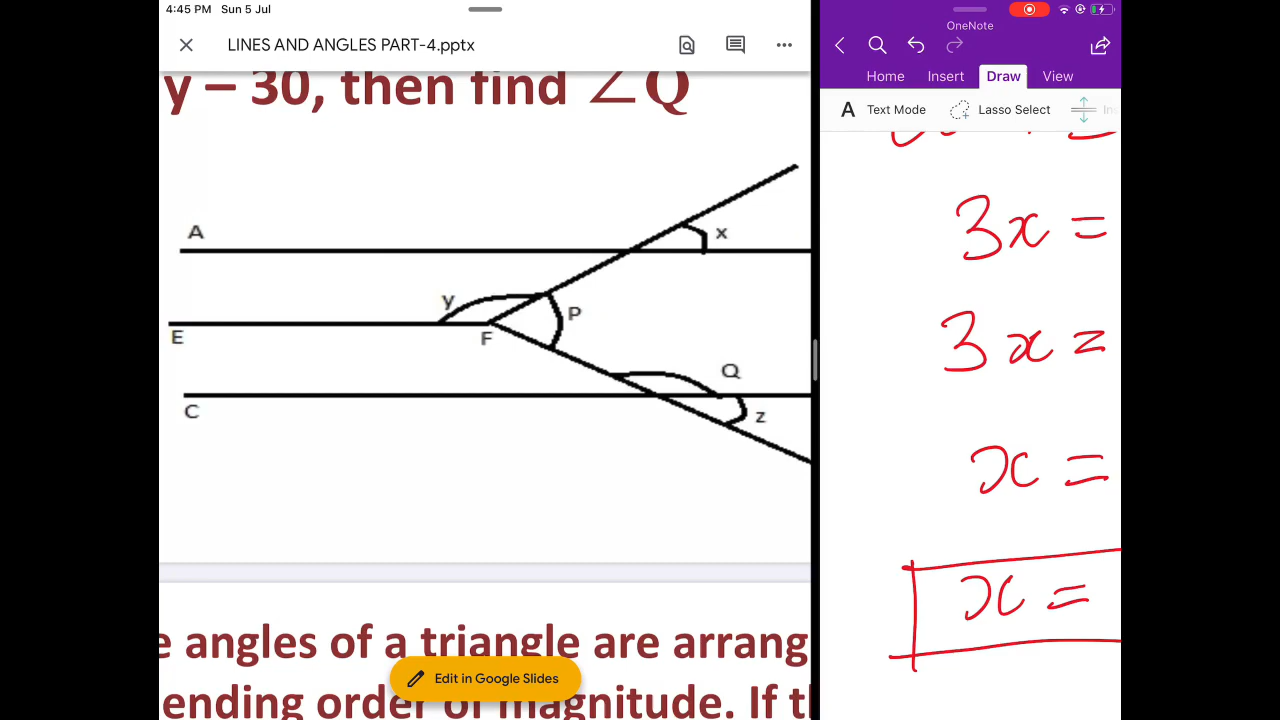 4:45 PM Sun 5 Jul
LINES AND ANGLES PART-4.pptx
y – 30, then find ∠Q
A
x
y
P
E
F
Q
C
z
e angles of a triangle are arrang
ending order of magnitude. If th
Edit in Google Slides
OneNote
Home Insert Draw View
A Text Mode Lasso Select Ins
3x =
3x =
x =
x =